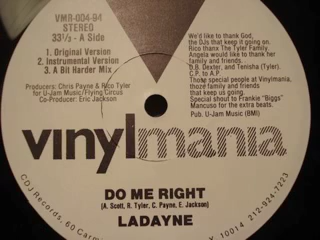 VMR-004-94
STEREO
33⅓ - A Side
1. Original Version
2. Instrumental Version
3. A Bit Harder Mix
Producers: Chris Payne & Rico Tyler
for U-Jam Music/Flying Circus
Co-Producer: Eric Jackson
We'd like to thank God,
the DJs that keep it going on.
Rico thanx The Tyler Family.
Angela would like to thank her
family and friends.
D.B. Dexter, and Tenisha (Tyler)
C.P. to A.P.
Those special people at Vinylmania,
those family and friends
that keep us going.
Special shout to Frankie "Biggs"
Mancuso for the extra beats.
Pub. U-Jam Music (BMI)
vinylmania
DO ME RIGHT
(A. Scott, R. Tyler, C. Payne, E. Jackson)
LADAYNE
CDJ Records, 60 Carm
10014 212-924-7223